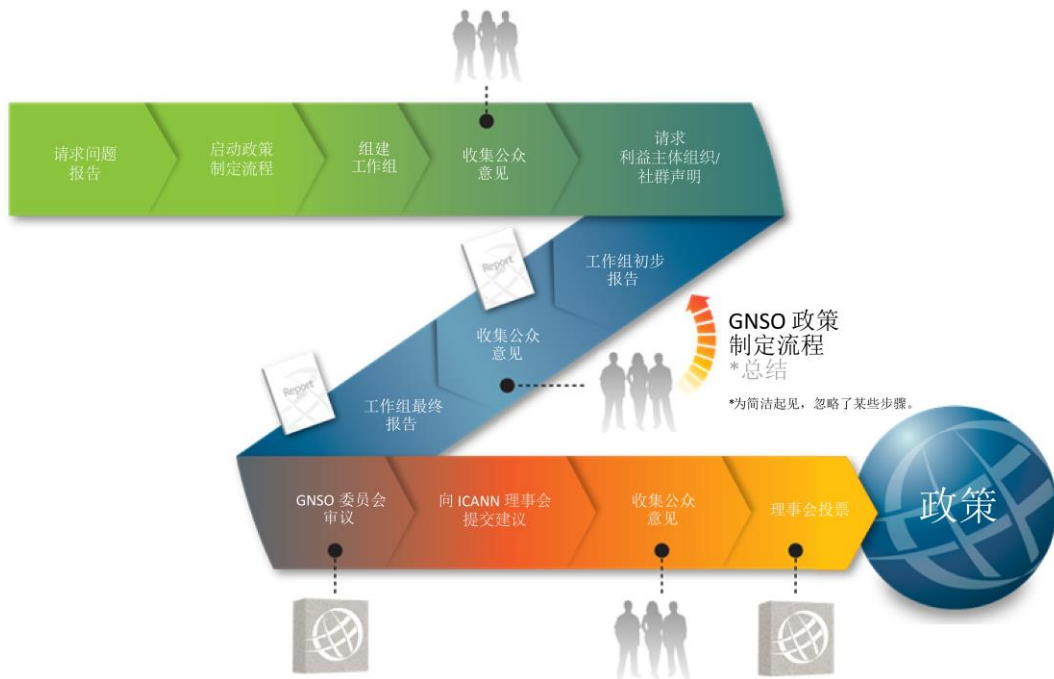 请求问题
报告
启动政策
制定流程
组建
工作组
收集公众
意见
请求
利益主体组织/
社群声明
工作组初步
报告
Report
收集公众
意见
Report
工作组最终
报告
GNSO 政策
制定流程
*总结
*为简洁起见，忽略了某些步骤。
GNSO 委员会
审议
向 ICANN 理事会
提交建议
收集公众
意见
理事会投票
政策